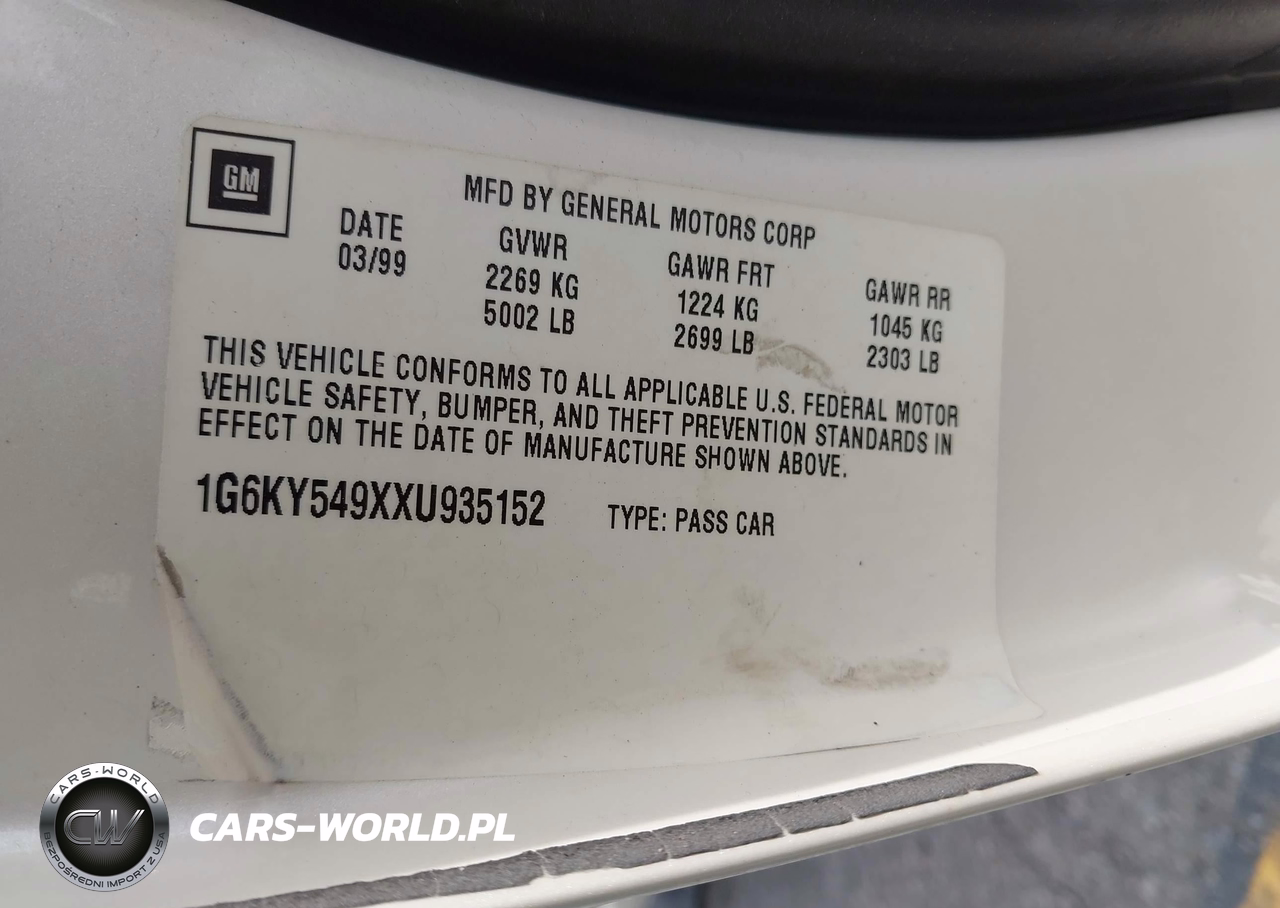 GM
MFD BY GENERAL MOTORS CORP
DATE GVWR GAWR FRT GAWR RR
03/99 2269 KG 1224 KG 1045 KG
5002 LB 2699 LB 2303 LB
THIS VEHICLE CONFORMS TO ALL APPLICABLE U.S. FEDERAL MOTOR
VEHICLE SAFETY, BUMPER, AND THEFT PREVENTION STANDARDS IN
EFFECT ON THE DATE OF MANUFACTURE SHOWN ABOVE.
1G6KY549XXU935152 TYPE: PASS CAR
CARS-WORLD
CW
BEZPOŚREDNI IMPORT Z USA
CARS-WORLD.PL